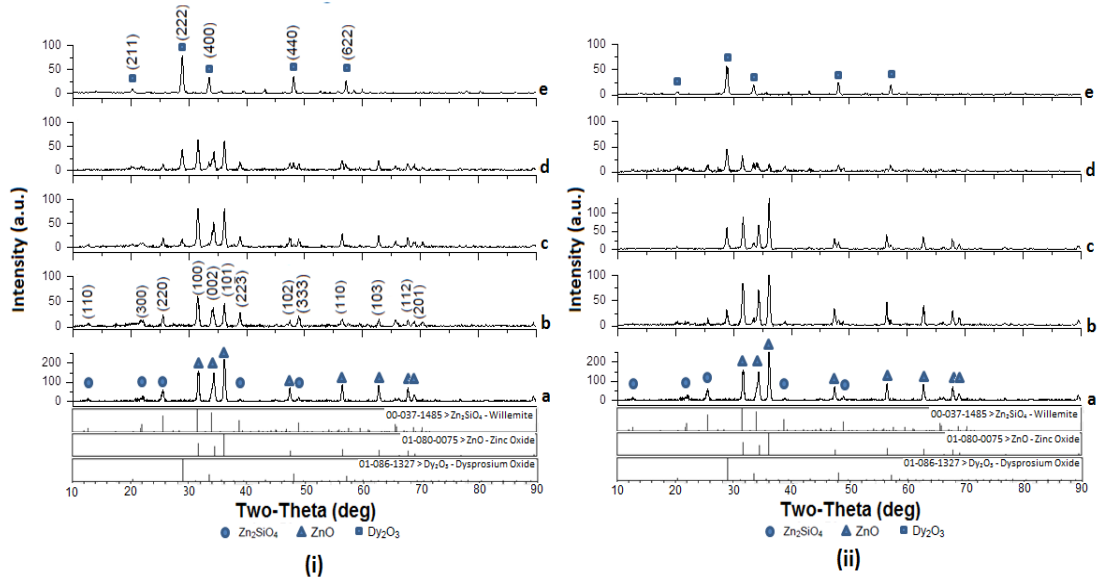 (211)
(222)
(400)
(440)
(622)
100
50
0
e
100
50
0
d
100
50
0
c
(110)
(300)
(220)
(100)
(002)
(101)
(223)
(102)
(333)
(110)
(103)
(112)
(201)
100
50
0
b
200
100
0
a
Intensity (a.u.)
00-037-1485 > Zn₂SiO₄ - Willemite
01-080-0075 > ZnO - Zinc Oxide
01-086-1327 > Dy₂O₃ - Dysprosium Oxide
10 20 30 40 50 60 70 80 90
Two-Theta (deg)
Zn₂SiO₄ ZnO Dy₂O₃
(i)
100
50
0
e
100
50
0
d
100
50
0
c
100
50
0
b
200
100
0
a
Intensity (a.u.)
00-037-1485 > Zn₂SiO₄ - Willemite
01-080-0075 > ZnO - Zinc Oxide
01-086-1327 > Dy₂O₃ - Dysprosium Oxide
10 20 30 40 50 60 70 80 90
Two-Theta (deg)
Zn₂SiO₄ ZnO Dy₂O₃
(ii)